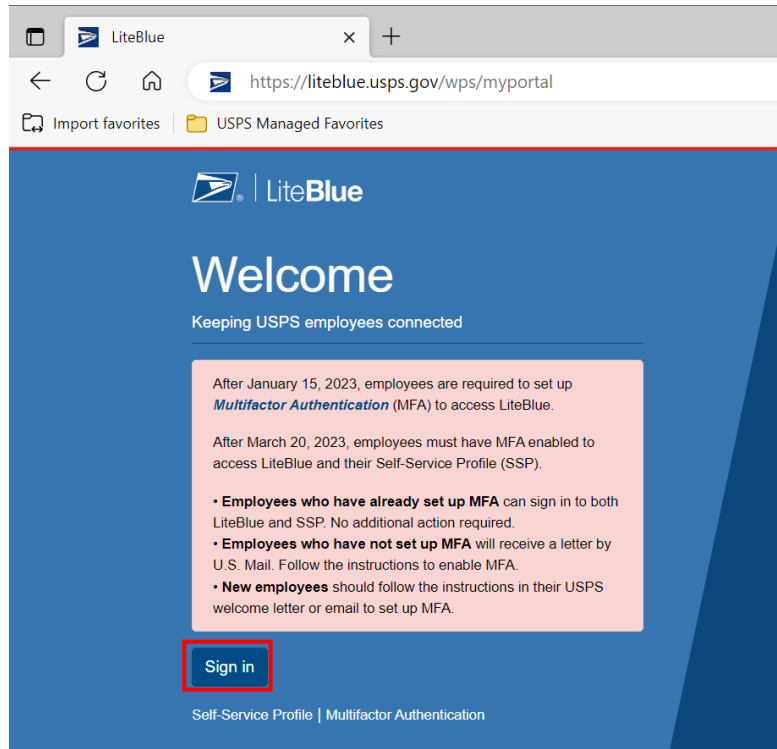 LiteBlue
https://liteblue.usps.gov/wps/myportal
Import favorites
USPS Managed Favorites
LiteBlue
Welcome
Keeping USPS employees connected
After January 15, 2023, employees are required to set up
Multifactor Authentication (MFA) to access LiteBlue.
After March 20, 2023, employees must have MFA enabled to
access LiteBlue and their Self-Service Profile (SSP).
• Employees who have already set up MFA can sign in to both
LiteBlue and SSP. No additional action required.
• Employees who have not set up MFA will receive a letter by
U.S. Mail. Follow the instructions to enable MFA.
• New employees should follow the instructions in their USPS
welcome letter or email to set up MFA.
Sign in
Self-Service Profile | Multifactor Authentication